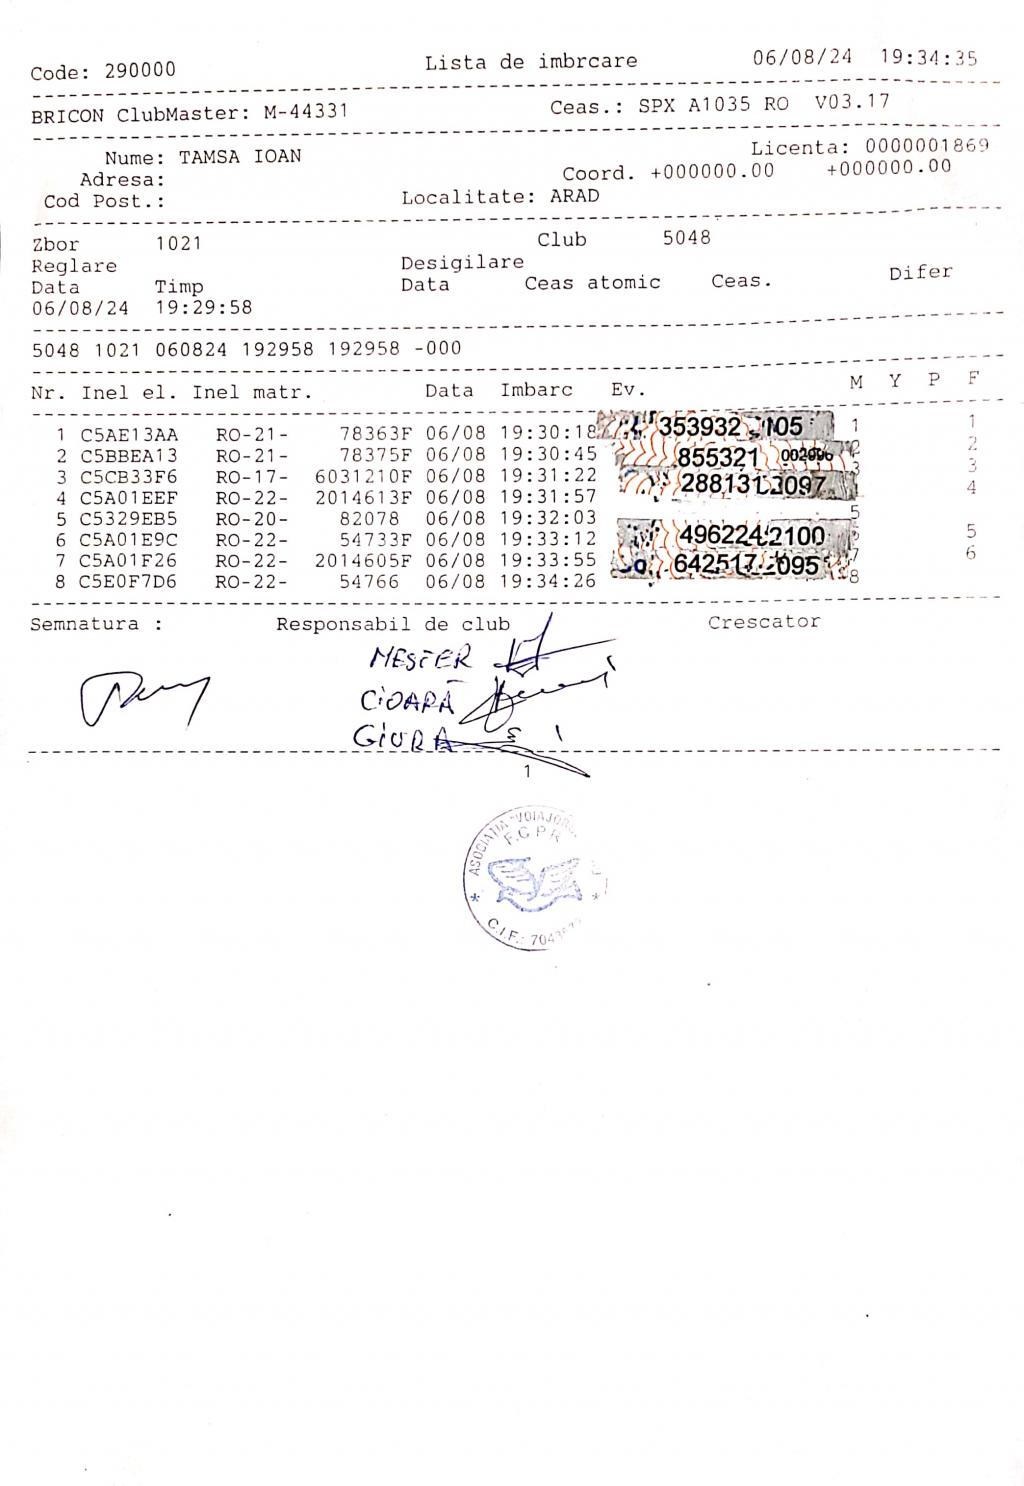 Code: 290000 Lista de imbrcare 06/08/24 19:34:35
BRICON ClubMaster: M-44331 Ceas.: SPX A1035 RO V03.17
Nume: TAMSA IOAN Licenta: 0000001869
Adresa: Coord. +000000.00 +000000.00
Cod Post.: Localitate: ARAD
Zbor 1021 Club 5048
Reglare Desigilare
Data Timp Data Ceas atomic Ceas. Difer
06/08/24 19:29:58
5048 1021 060824 192958 192958 -000
Nr. Inel el. Inel matr. Data Imbarc Ev. M Y P F
1 C5AE13AA RO-21- 78363F 06/08 19:30:18 353932 1 1
2 C5BBEA13 RO-21- 78375F 06/08 19:30:45 855321 2
3 C5CB33F6 RO-17- 6031210F 06/08 19:31:22 3 3
4 C5A01EEF RO-22- 2014613F 06/08 19:31:57 288131 4
5 C5329EB5 RO-20- 82078 06/08 19:32:03 5
6 C5A01E9C RO-22- 54733F 06/08 19:33:12 496224 2100 5
7 C5A01F26 RO-22- 2014605F 06/08 19:33:55 642517 7 6
8 C5E0F7D6 RO-22- 54766 06/08 19:34:26 8
Semnatura : Responsabil de club Crescator
MESTER
CIOARĂ
GIURA
1
ASOCIATIA "VOIAJORUL
F.C.P.R
C.I.F.: